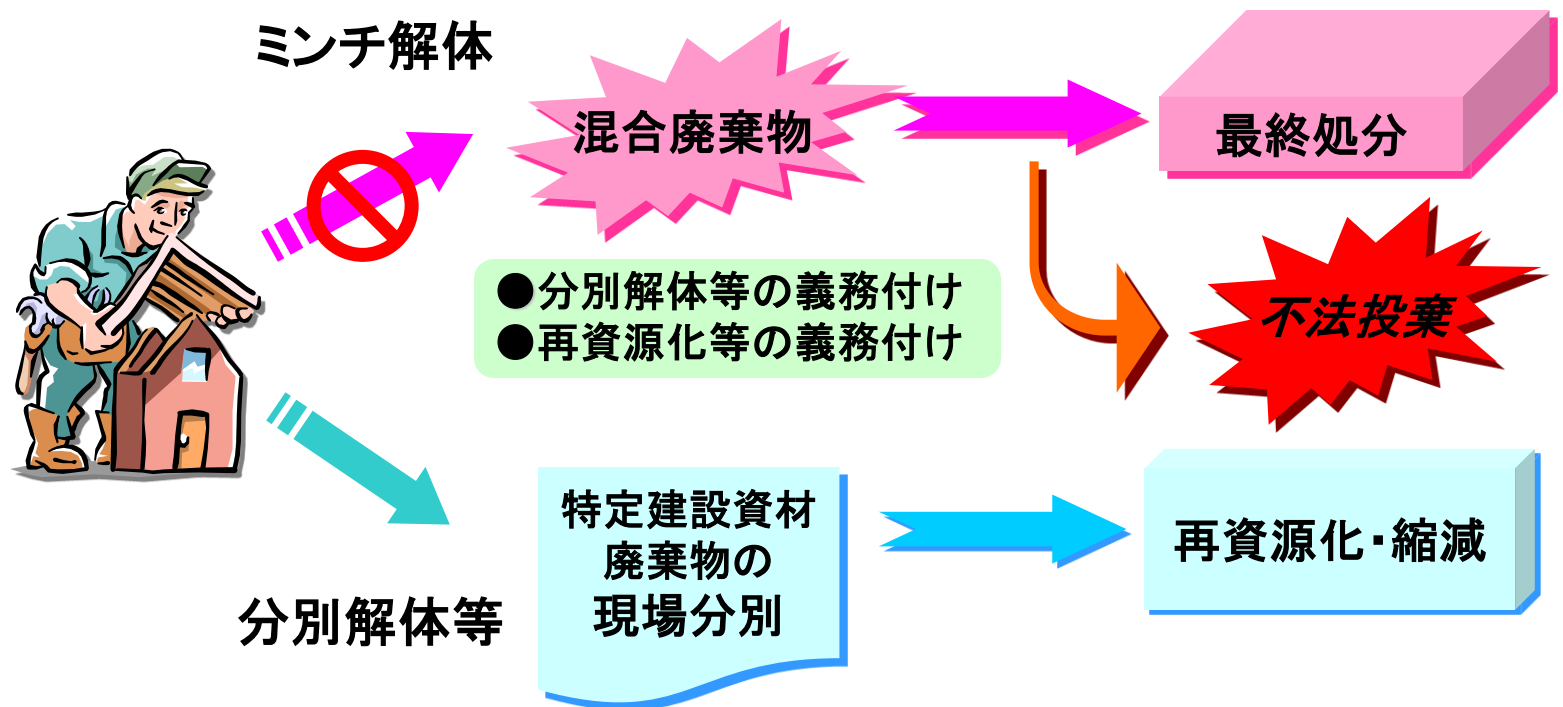 ミンチ解体
混合廃棄物
最終処分
●分別解体等の義務付け
●再資源化等の義務付け
不法投棄
分別解体等
特定建設資材
廃棄物の
現場分別
再資源化・縮減